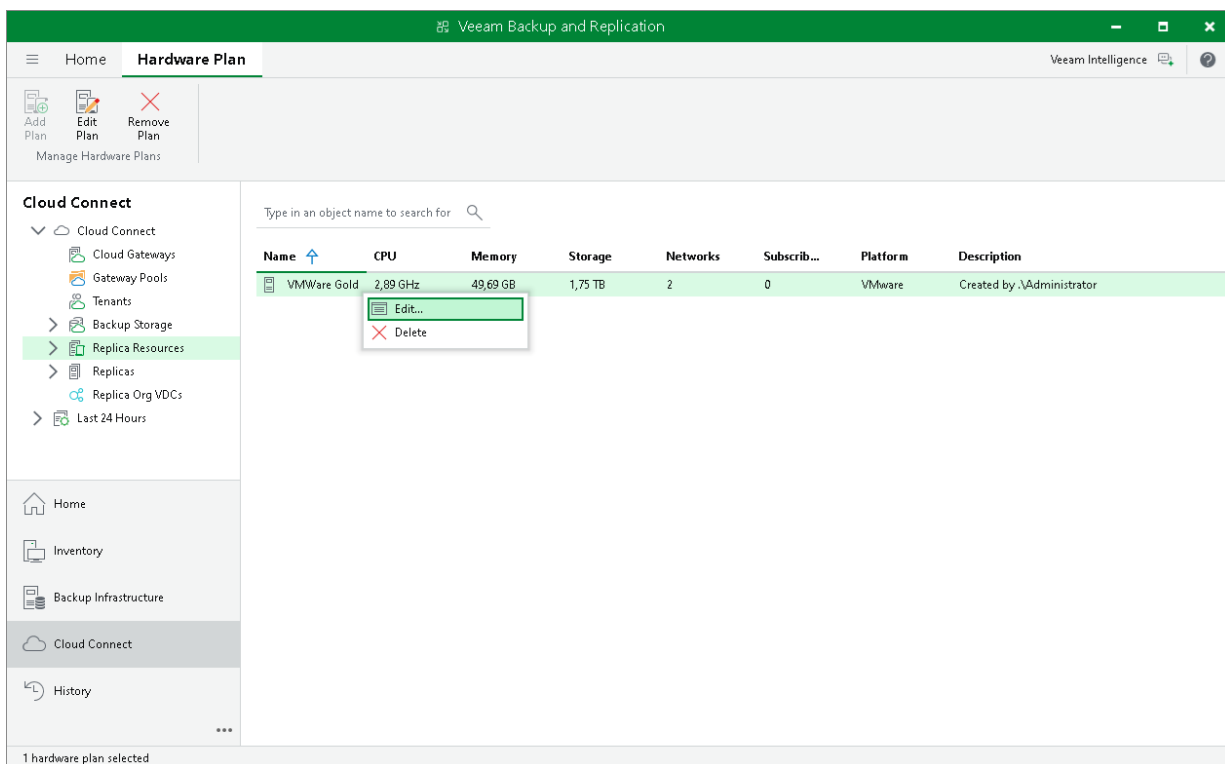 Veeam Backup and Replication
Home Hardware Plan Veeam Intelligence
Add Plan Edit Plan Remove Plan
Manage Hardware Plans
Cloud Connect
Cloud Connect
Cloud Gateways
Gateway Pools
Tenants
Backup Storage
Replica Resources
Replicas
Replica Org VDCs
Last 24 Hours
Type in an object name to search for
Name CPU Memory Storage Networks Subscrib... Platform Description
VMWare Gold 2,89 GHz 49,69 GB 1,75 TB 2 0 VMware Created by .\Administrator
Edit...
Delete
Home
Inventory
Backup Infrastructure
Cloud Connect
History
1 hardware plan selected